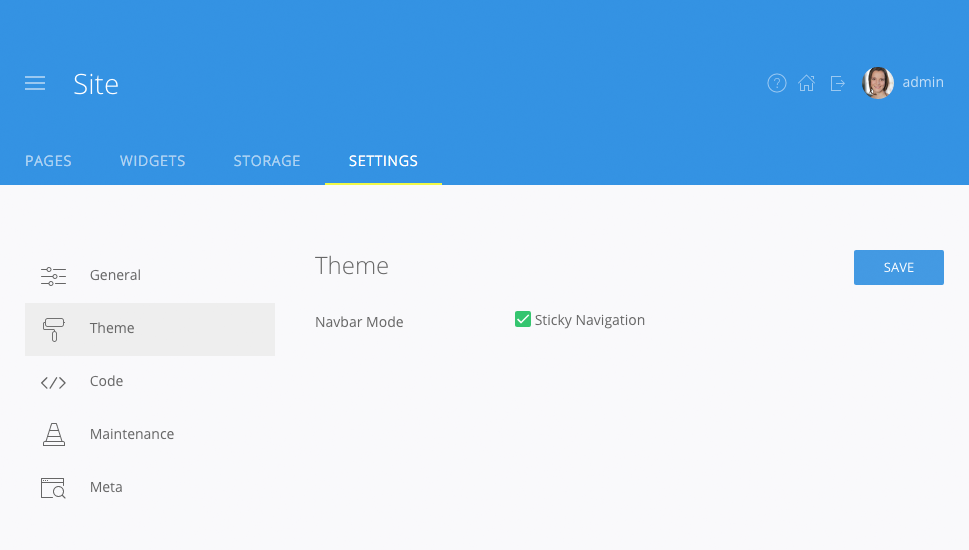 Site
admin
PAGES WIDGETS STORAGE SETTINGS
General
Theme
Code
Maintenance
Meta
Theme
SAVE
Navbar Mode
Sticky Navigation